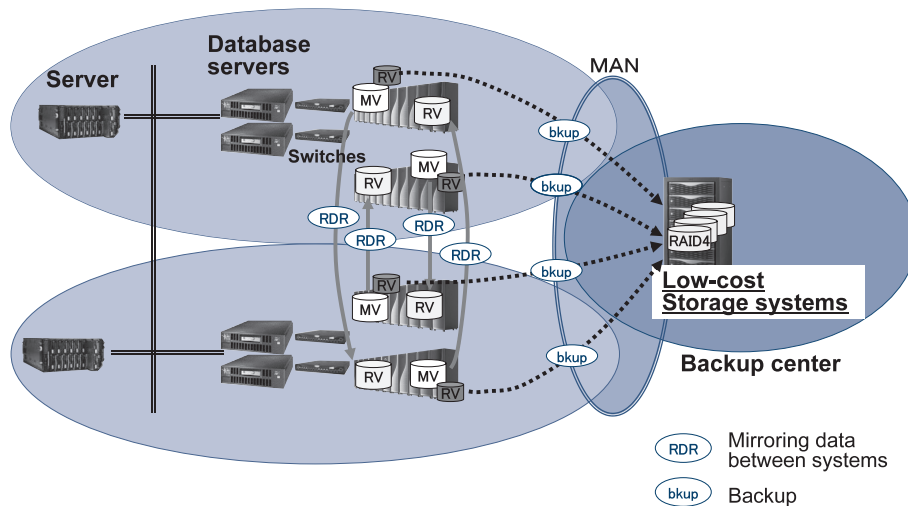 Database
servers
Server
MAN
RV
MV
RV
bkup
Switches
MV
RV
RV
bkup
RDR
RDR
RDR
RDR
RAID4
bkup
RV
MV
RV
Low-cost
Storage systems
bkup
RV
MV
RV
Backup center
RDR
Mirroring data
between systems
bkup
Backup